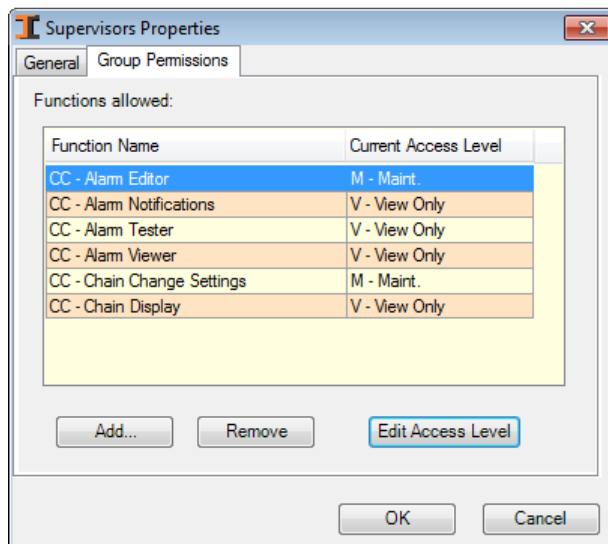 Supervisors Properties
General Group Permissions
Functions allowed:
Function Name Current Access Level
CC - Alarm Editor M - Maint.
CC - Alarm Notifications V - View Only
CC - Alarm Tester V - View Only
CC - Alarm Viewer V - View Only
CC - Chain Change Settings M - Maint.
CC - Chain Display V - View Only
Add... Remove Edit Access Level
OK Cancel